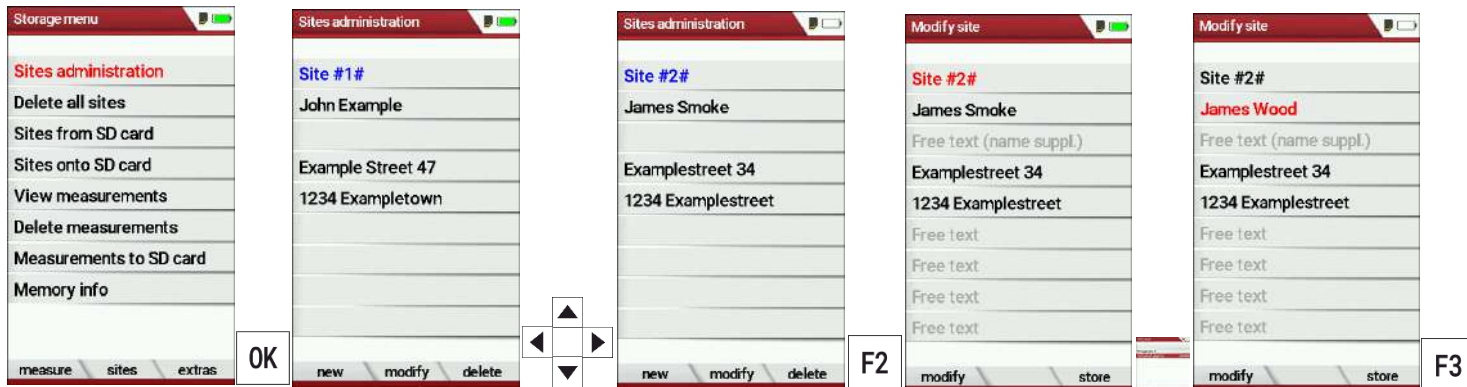 Storage menu
Sites administration
Delete all sites
Sites from SD card
Sites onto SD card
View measurements
Delete measurements
Measurements to SD card
Memory info
measure sites extras
OK
Sites administration
Site #1#
John Example
Example Street 47
1234 Exampletown
new modify delete
Sites administration
Site #2#
James Smoke
Examplestreet 34
1234 Examplestreet
new modify delete
F2
Modify site
Site #2#
James Smoke
Free text (name suppl.)
Examplestreet 34
1234 Examplestreet
Free text
Free text
Free text
Free text
modify store
Modify site
Site #2#
James Wood
Free text (name suppl.)
Examplestreet 34
1234 Examplestreet
Free text
Free text
Free text
Free text
modify store
F3